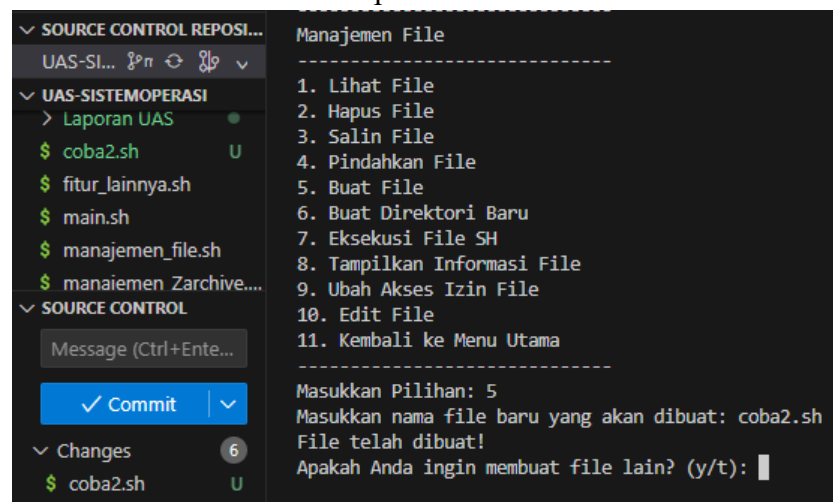 SOURCE CONTROL REPOSI...
UAS-SI...
UAS-SISTEMOPERASI
Laporan UAS
$ coba2.sh U
$ fitur_lainnya.sh
$ main.sh
$ manajemen_file.sh
$ manajemen_Zarchive....
SOURCE CONTROL
Message (Ctrl+Ente...
Commit
Changes 6
$ coba2.sh U
------------------------------
Manajemen File
------------------------------
1. Lihat File
2. Hapus File
3. Salin File
4. Pindahkan File
5. Buat File
6. Buat Direktori Baru
7. Eksekusi File SH
8. Tampilkan Informasi File
9. Ubah Akses Izin File
10. Edit File
11. Kembali ke Menu Utama
------------------------------
Masukkan Pilihan: 5
Masukkan nama file baru yang akan dibuat: coba2.sh
File telah dibuat!
Apakah Anda ingin membuat file lain? (y/t):